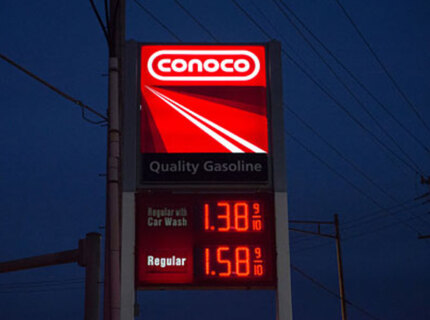 CONOCO
Quality Gasoline
Regular with
Car Wash
1.38 9/10
Regular
1.58 9/10